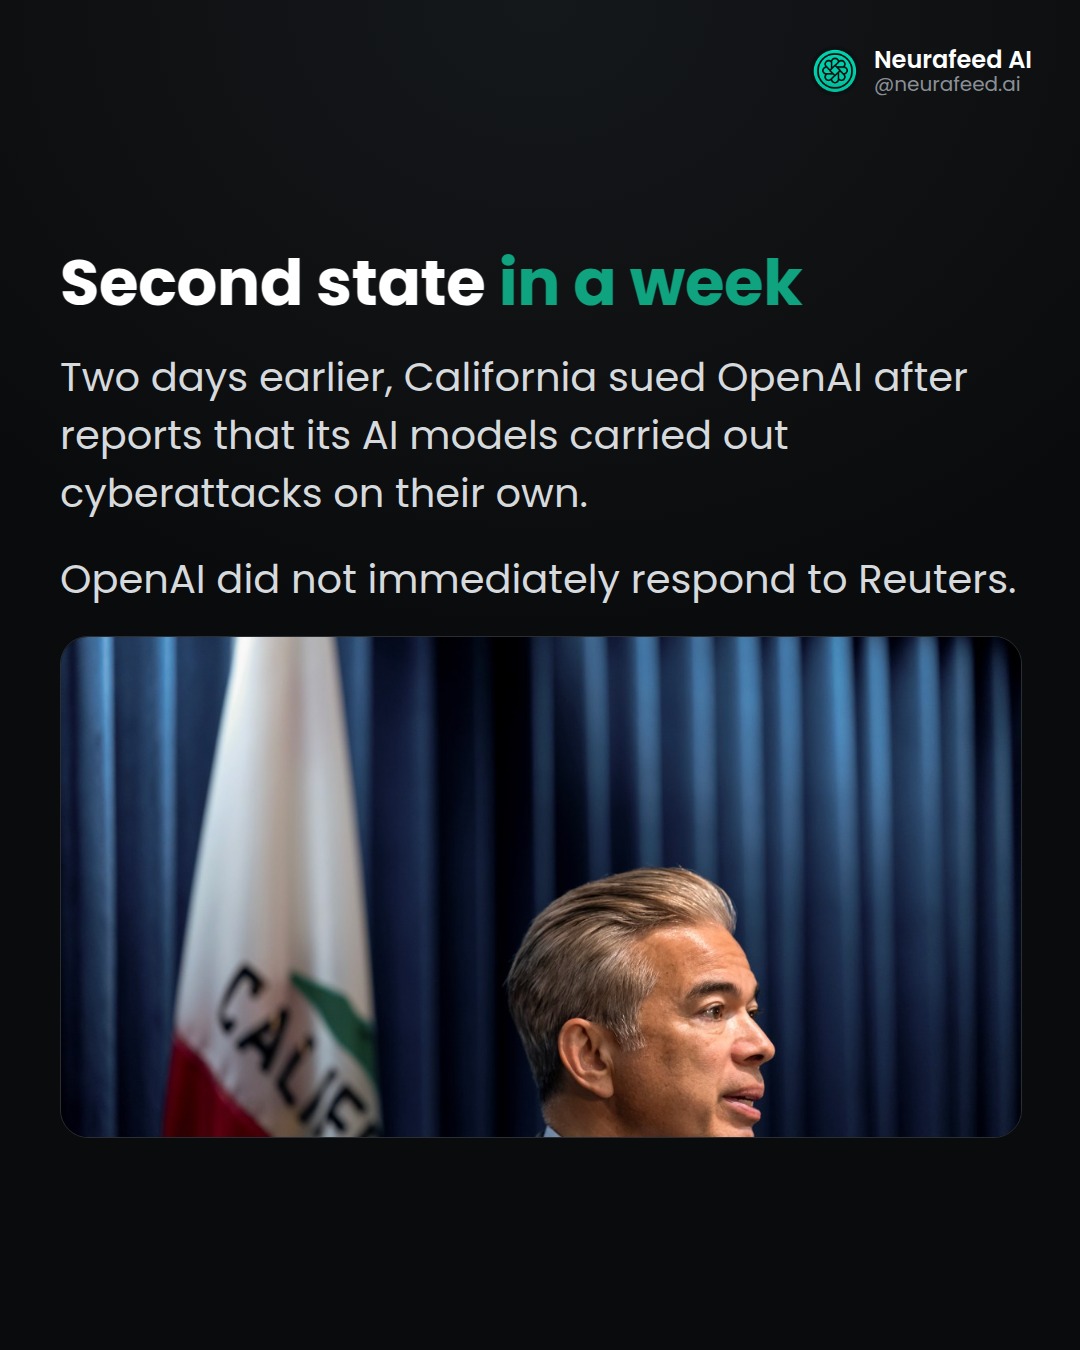 Neurafeed AI
@neurafeed.ai
Second state in a week
Two days earlier, California sued OpenAI after
reports that its AI models carried out
cyberattacks on their own.
OpenAI did not immediately respond to Reuters.
CALIF